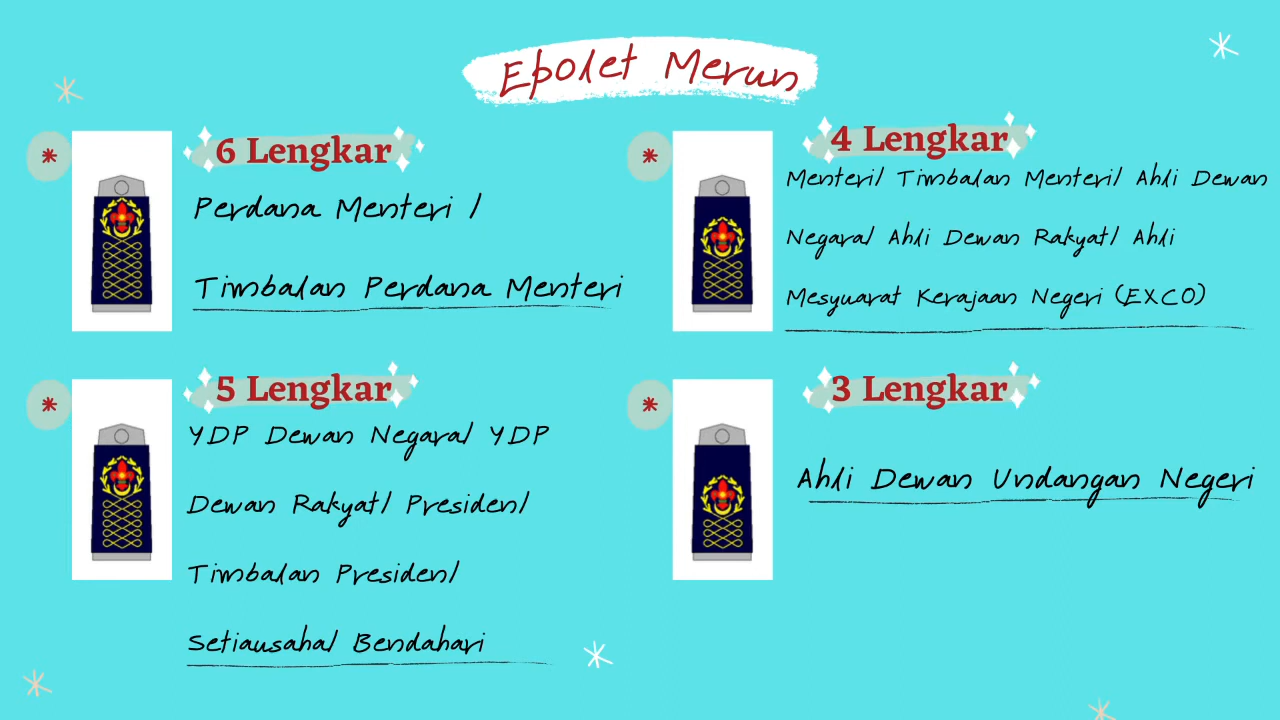 Epolet Merun
6 Lengkar
Perdana Menteri /
Timbalan Perdana Menteri
5 Lengkar
YDP Dewan Negara/ YDP
Dewan Rakyat/ Presiden/
Timbalan Presiden/
Setiausaha/ Bendahari
4 Lengkar
Menteri/ Timbalan Menteri/ Ahli Dewan
Negara/ Ahli Dewan Rakyat/ Ahli
Mesyuarat Kerajaan Negeri (EXCO)
3 Lengkar
Ahli Dewan Undangan Negeri